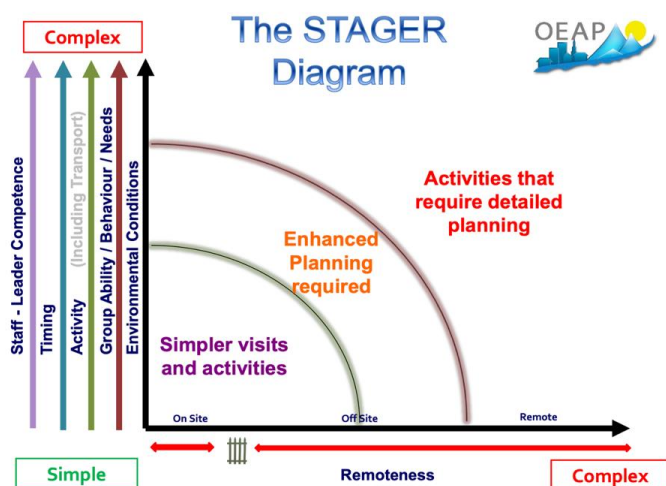 The STAGER
Diagram
OEAP
Complex
Staff - Leader Competence
Timing
Activity (Including Transport)
Group Ability / Behaviour / Needs
Environmental Conditions
Activities that
require detailed
planning
Enhanced
Planning
required
Simpler visits
and activities
On Site
Off Site
Remote
Simple
Remoteness
Complex